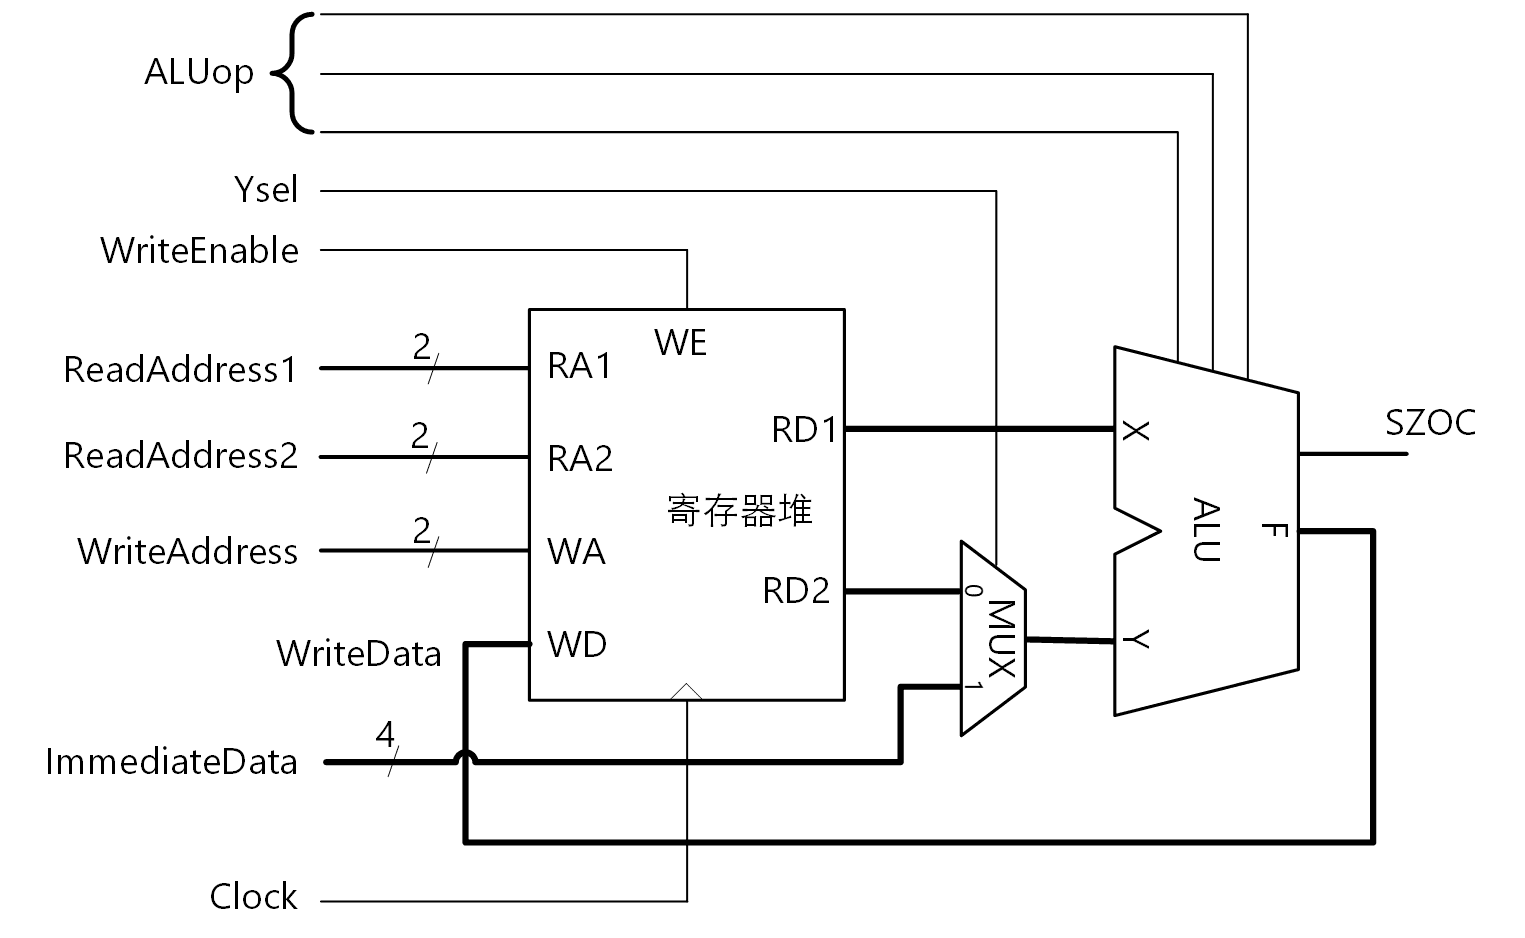 ALUop
Ysel
WriteEnable
ReadAddress1
2
RA1
WE
RD1
X
SZOC
ReadAddress2
2
RA2
寄存器堆
ALU
F
WriteAddress
2
WA
RD2
0
MUX
1
Y
WriteData
WD
ImmediateData
4
Clock